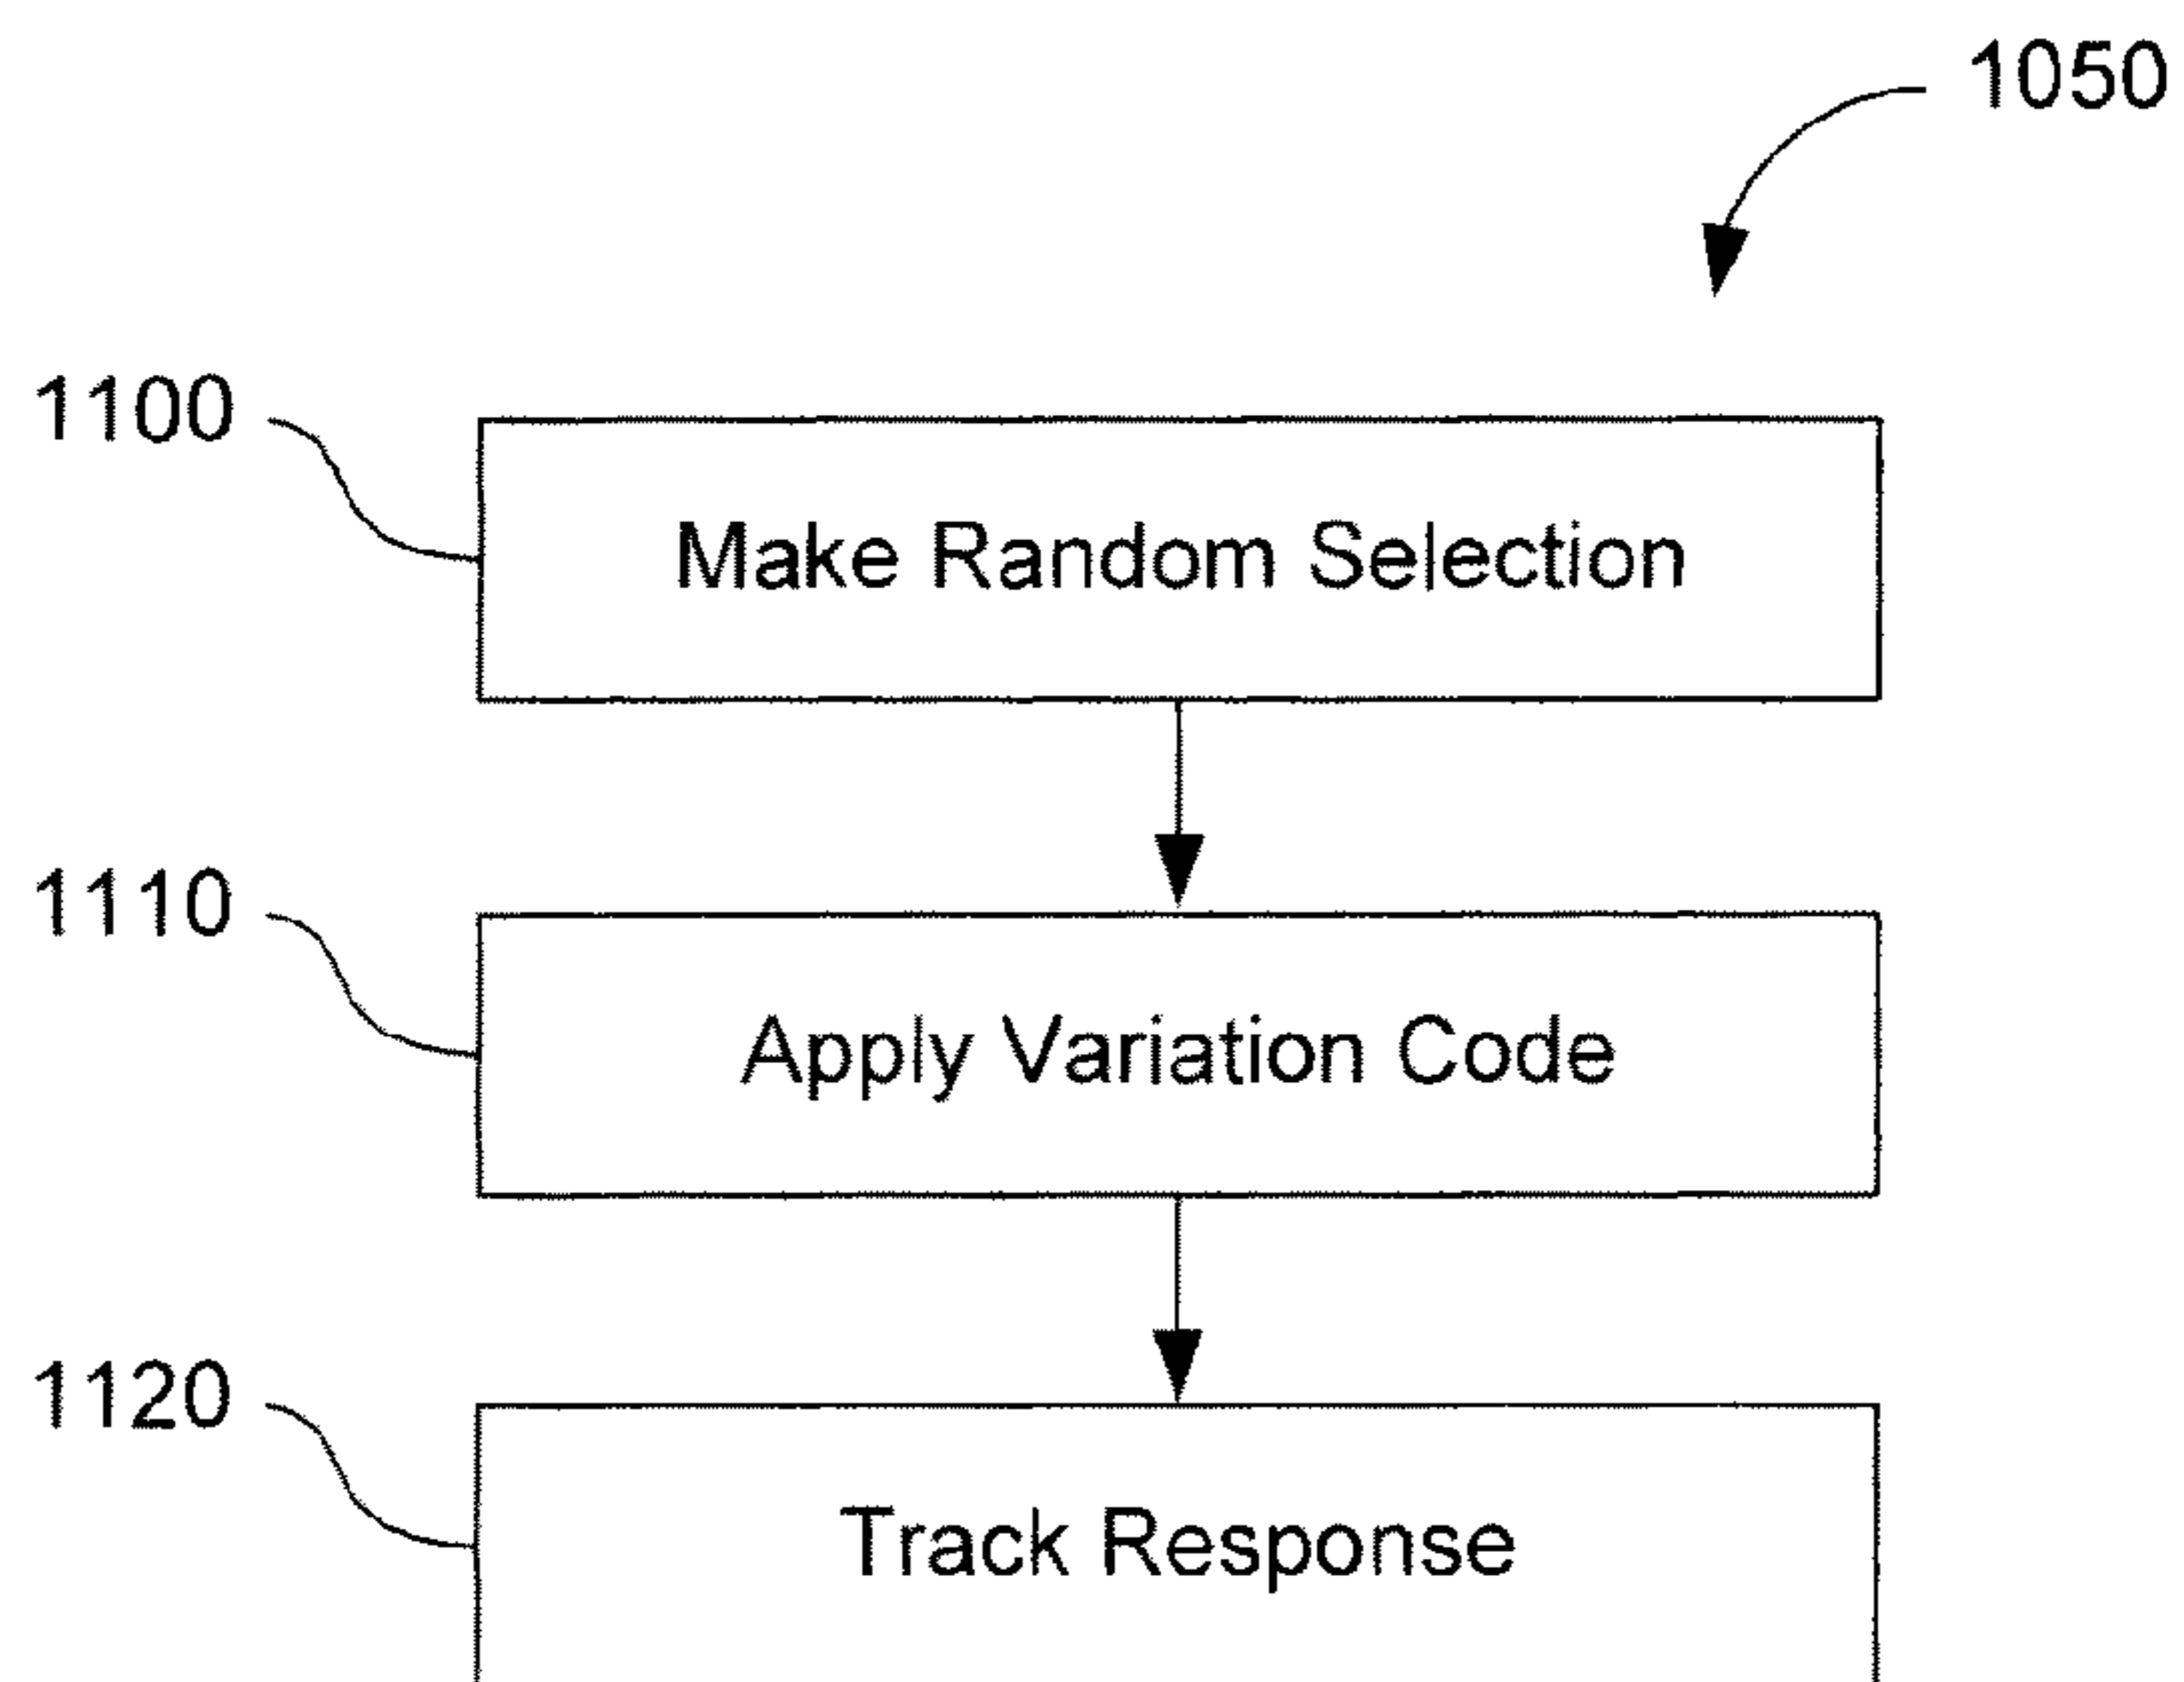 1050
1100
Make Random Selection
1110
Apply Variation Code
1120
Track Response